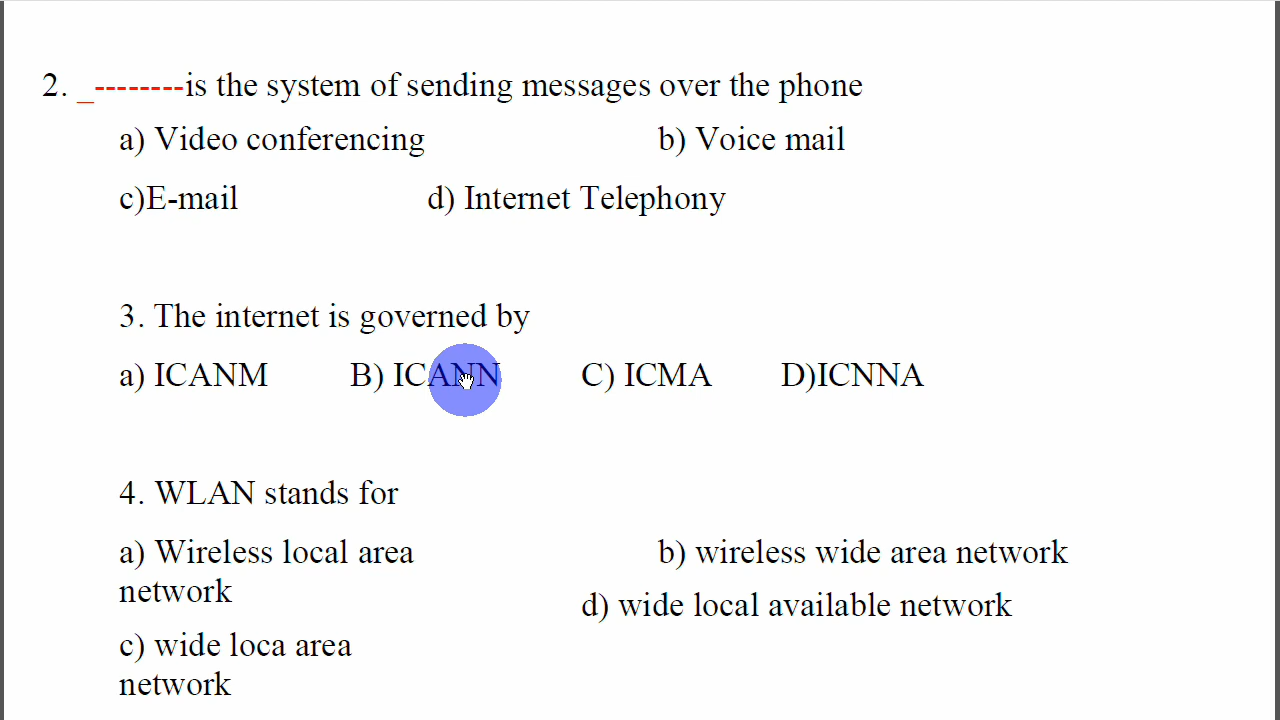 2. _--------is the system of sending messages over the phone
a) Video conferencing b) Voice mail
c)E-mail d) Internet Telephony
3. The internet is governed by
a) ICANM B) ICANN C) ICMA D)ICNNA
4. WLAN stands for
a) Wireless local area b) wireless wide area network
network
d) wide local available network
c) wide loca area
network